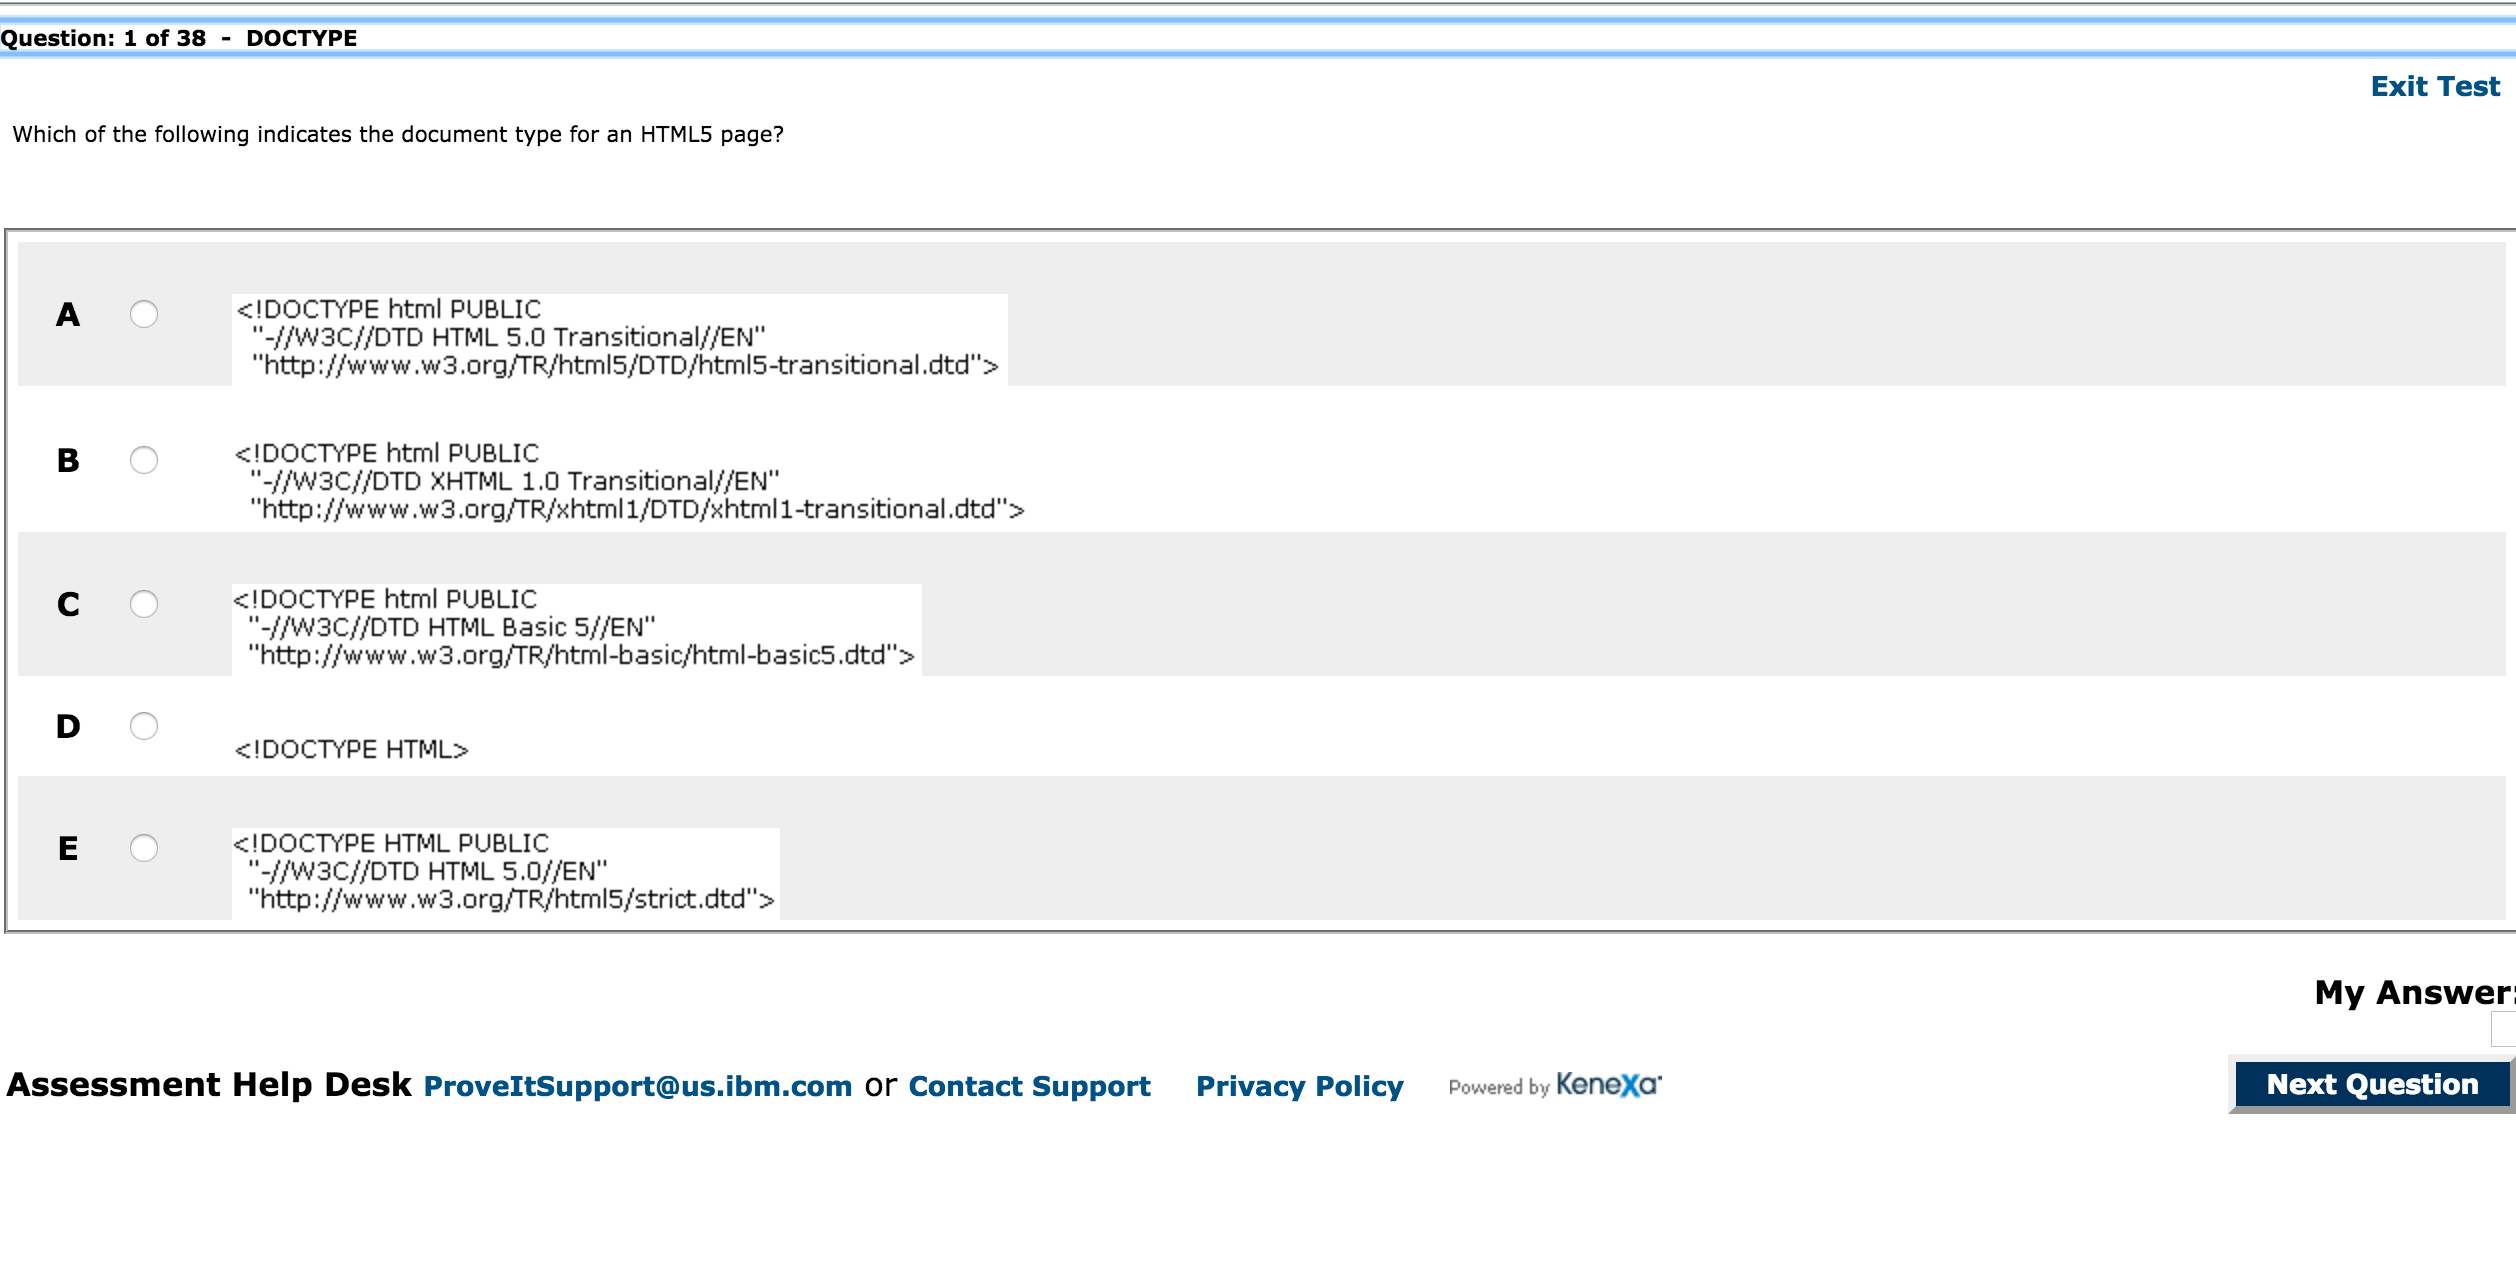 Question: 1 of 38 - DOCTYPE
Exit Test
Which of the following indicates the document type for an HTML5 page?
A
<!DOCTYPE html PUBLIC
"-//W3C//DTD HTML 5.0 Transitional//EN"
"http://www.w3.org/TR/html5/DTD/html5-transitional.dtd">
B
<!DOCTYPE html PUBLIC
"-//W3C//DTD XHTML 1.0 Transitional//EN"
"http://www.w3.org/TR/xhtml1/DTD/xhtml1-transitional.dtd">
C
<!DOCTYPE html PUBLIC
"-//W3C//DTD HTML Basic 5//EN"
"http://www.w3.org/TR/html-basic/html-basic5.dtd">
D
<!DOCTYPE HTML>
E
<!DOCTYPE HTML PUBLIC
"-//W3C//DTD HTML 5.0//EN"
"http://www.w3.org/TR/html5/strict.dtd">
My Answer:
Assessment Help Desk ProveItSupport@us.ibm.com or Contact Support Privacy Policy Powered by Kenexa Next Question